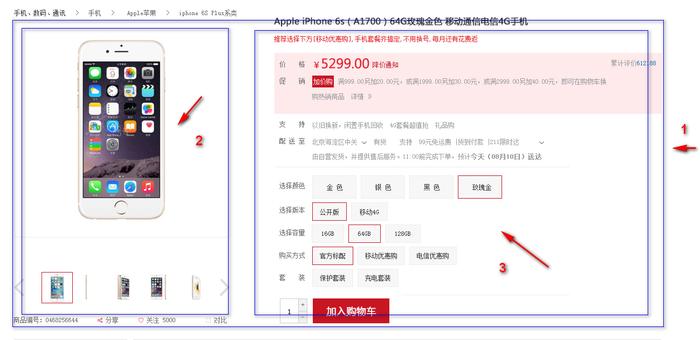 手机、数码、通讯 > 手机 > Apple苹果 > iphone 6S Plus系类
Apple iPhone 6s（A1700）64G玫瑰金色 移动通信电信4G手机
推荐选择下方[移动优惠购],手机套餐齐搞定,不用换号,每月还有花费返
价 格 ￥5299.00 降价通知 累计评价612188
促 销 加价购 满999.00另加20.00元，或满1999.00另加30.00元，或满2999.00另加40.00元，即可在购物车换
购热销商品 详情 》
支 持 以旧换新，闲置手机回收 4G套餐超值抢 礼品购
配 送 至 北京海淀区中关 有货 支持 99元免运费 |货到付款 |211限时达
由自营发货，并提供售后服务，11:00前完成下单，预计今天（08月10日）送达
选择颜色 金 色 银 色 黑 色 玫瑰金
选择版本 公开版 移动4G
选择容量 16GB 64GB 128GB
购买方式 官方标配 移动优惠购 电信优惠购
套 装 保护套装 充电套装
1 + - 加入购物车
商品编号：0468256644 分享 关注 5000 对比
1
2
3